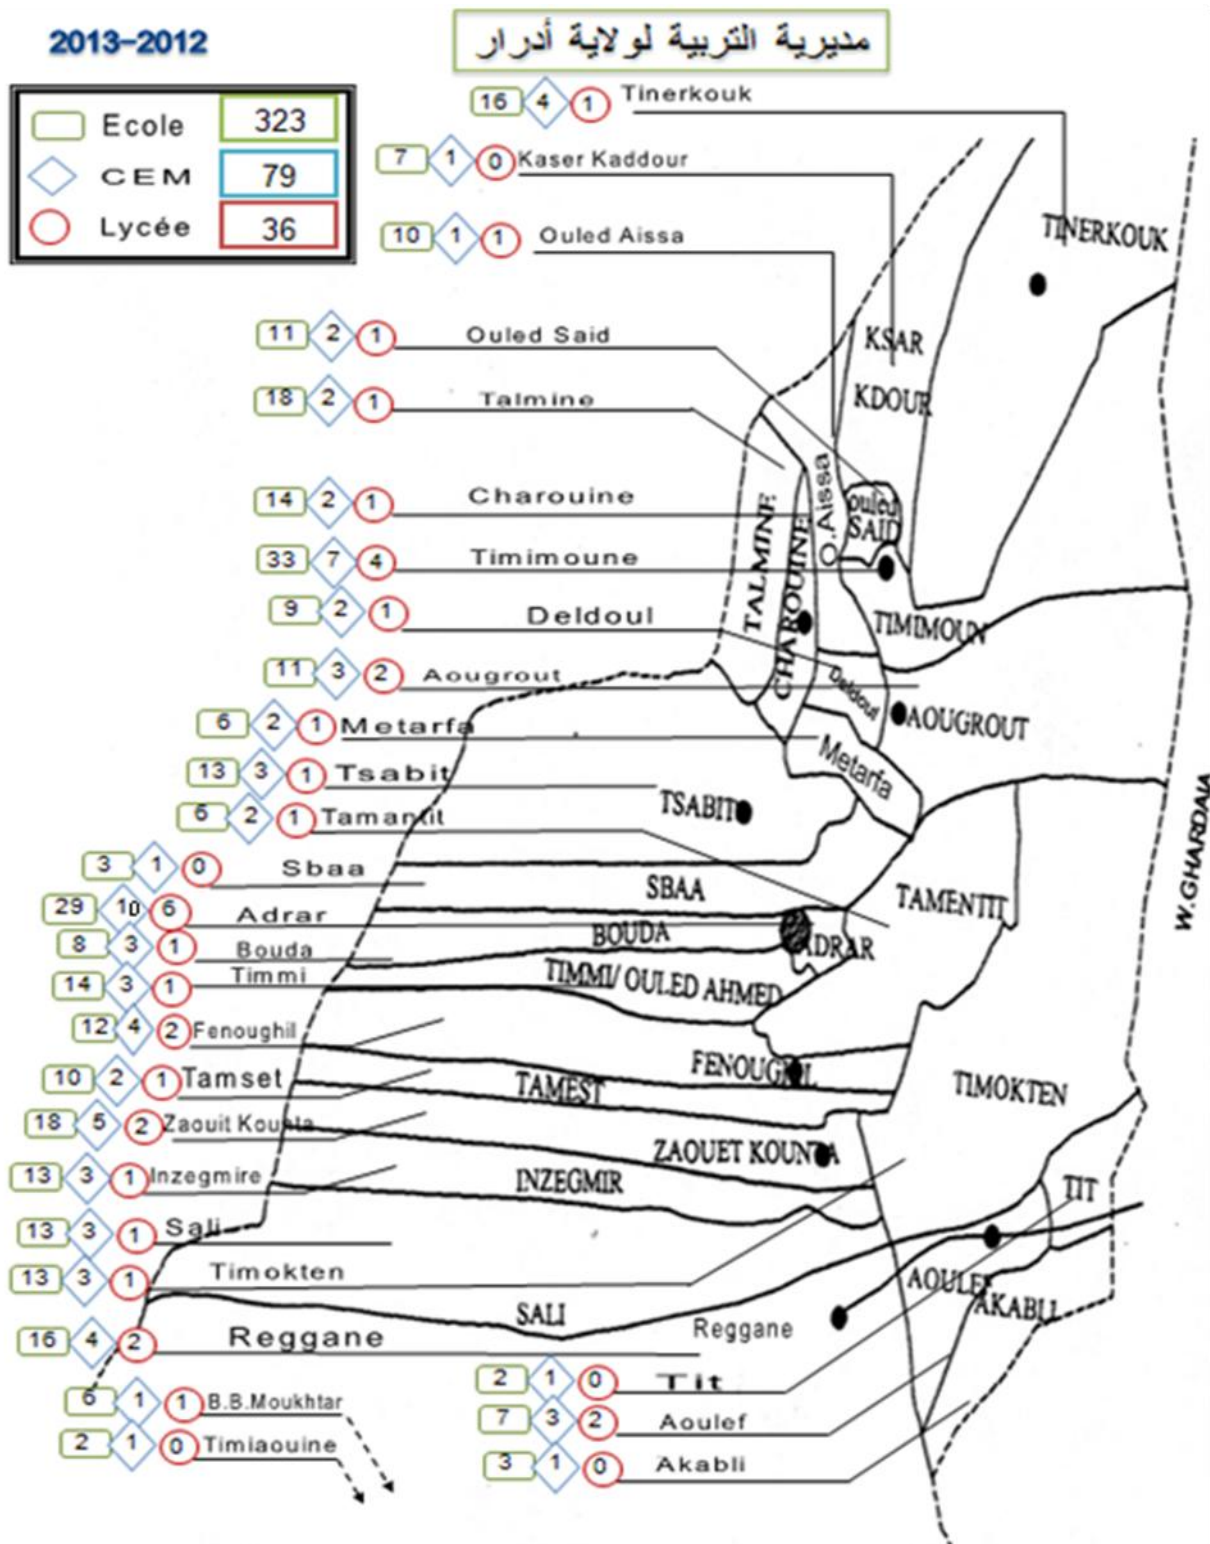 2013-2012
مديرية التربية لولاية أدرار
Ecole 323
CEM 79
Lycée 36
16 4 1 Tinerkouk
7 1 0 Kaser Kaddour
10 1 1 Ouled Aissa
11 2 1 Ouled Said
18 2 1 Talmine
14 2 1 Charouine
33 7 4 Timimoune
9 2 1 Deldoul
11 3 2 Aougrout
6 2 1 Metarfa
13 3 1 Tsabit
6 2 1 Tamantit
3 1 0 Sbaa
29 10 6 Adrar
8 3 1 Bouda
14 3 1 Timmi
12 4 2 Fenoughil
10 2 1 Tamset
18 5 2 Zaouit Kounta
13 3 1 Inzegmire
13 3 1 Sali
13 3 1 Timokten
16 4 2 Reggane
6 1 1 B.B.Moukhtar
2 1 0 Timiaouine
2 1 0 Tit
7 3 2 Aoulef
3 1 0 Akabli
TINERKOUK
KSAR
KDOUR
O.Aissa
ouled
SAID
TALMINE
CHAROUINE
TIMIMOUN
Deldoul
AOUGROUT
Metarfa
TSABIT
W.GHARDAIA
SBAA
TAMENTIT
BOUDA
ADRAR
TIMMI/ OULED AHMED
FENOUGHIL
TAMEST
TIMOKTEN
ZAOUET KOUNTA
INZEGMIR
TIT
AOULEF
AKABLI
SALI
Reggane